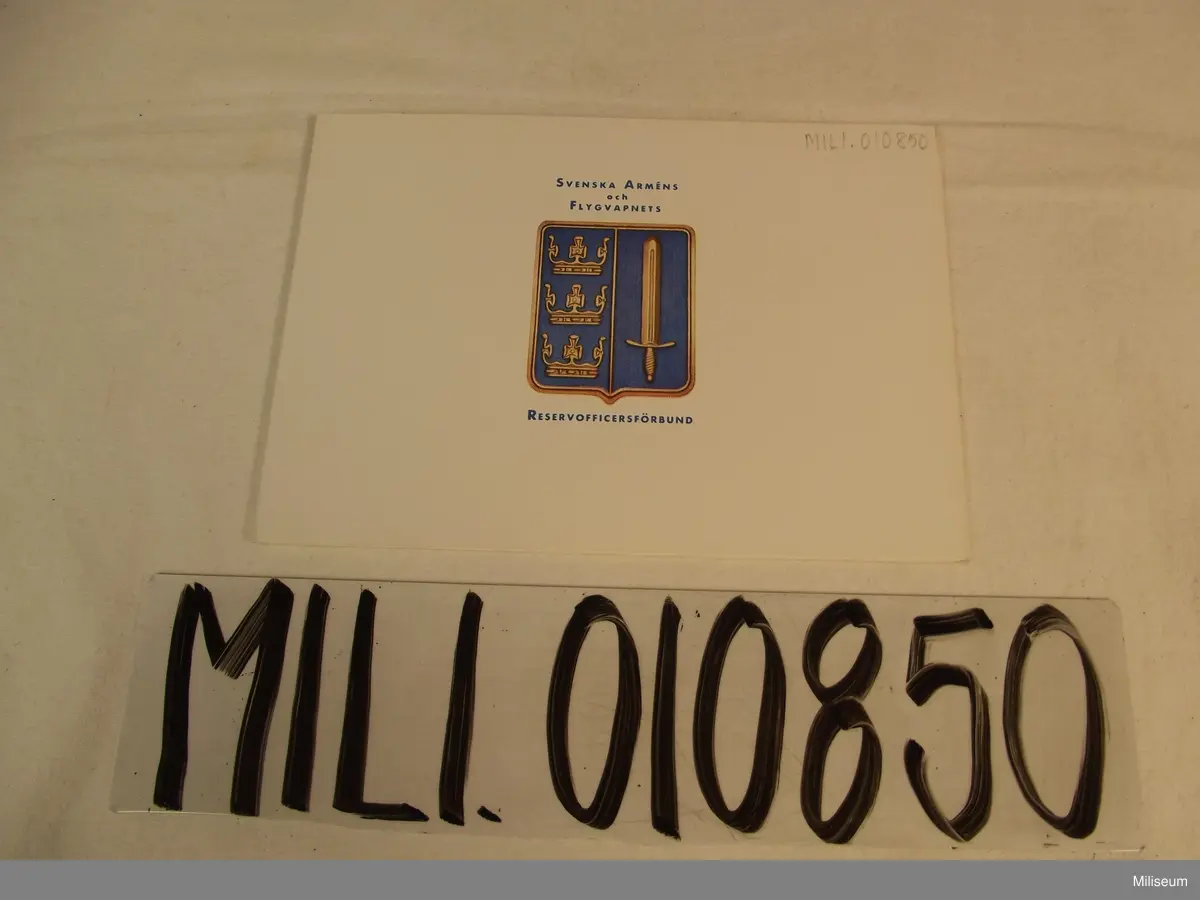 MILI.010850
SVENSKA ARMÉNS
och
FLYGVAPNETS
RESERVOFFICERSFÖRBUND
MILI.010850
Miliseum